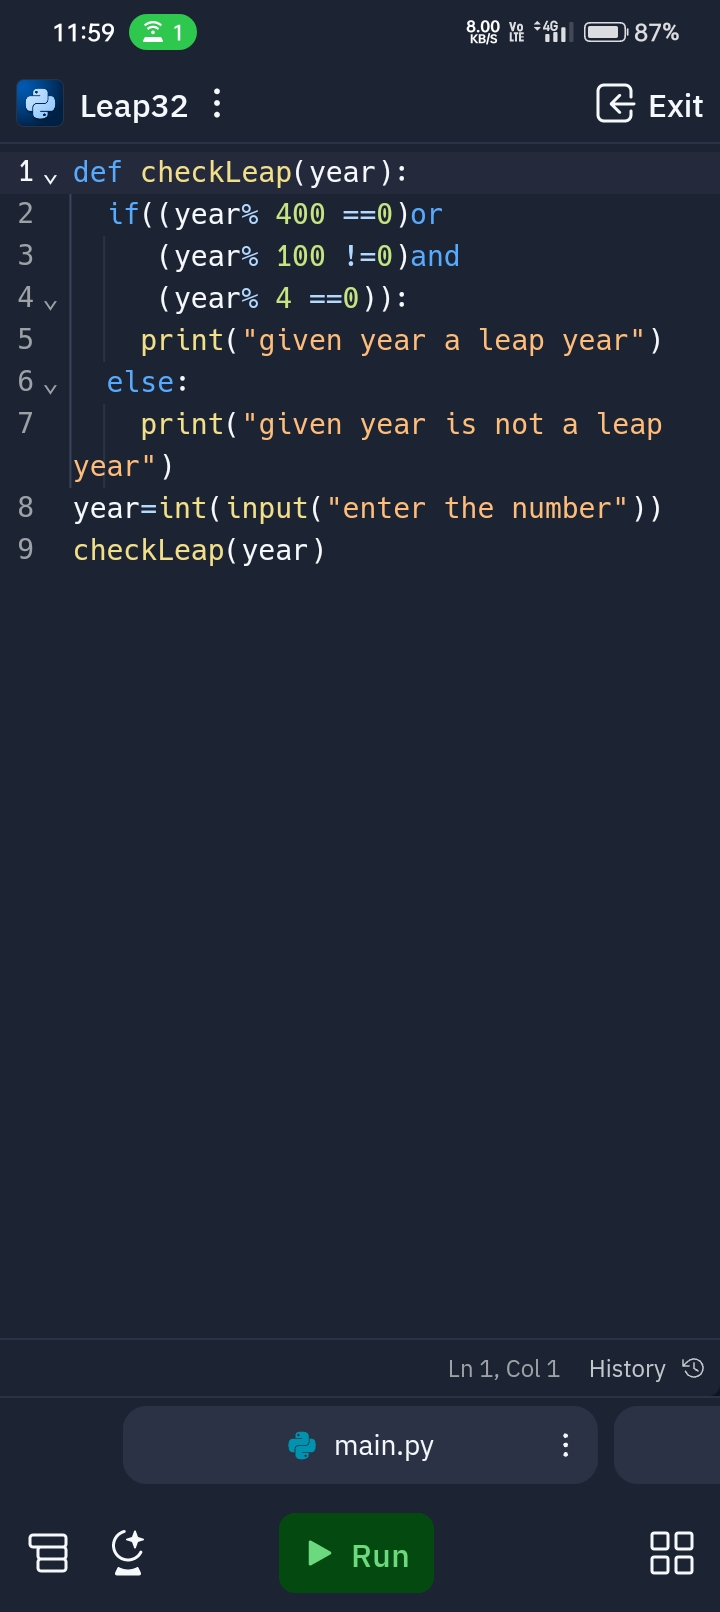 11:59 1 8.00 KB/S Vo LTE 4G 87%
Leap32 Exit
1 def checkLeap(year):
2 if((year% 400 ==0)or
3 (year% 100 !=0)and
4 (year% 4 ==0)):
5 print("given year a leap year")
6 else:
7 print("given year is not a leap
year")
8 year=int(input("enter the number"))
9 checkLeap(year)
Ln 1, Col 1 History
main.py
Run